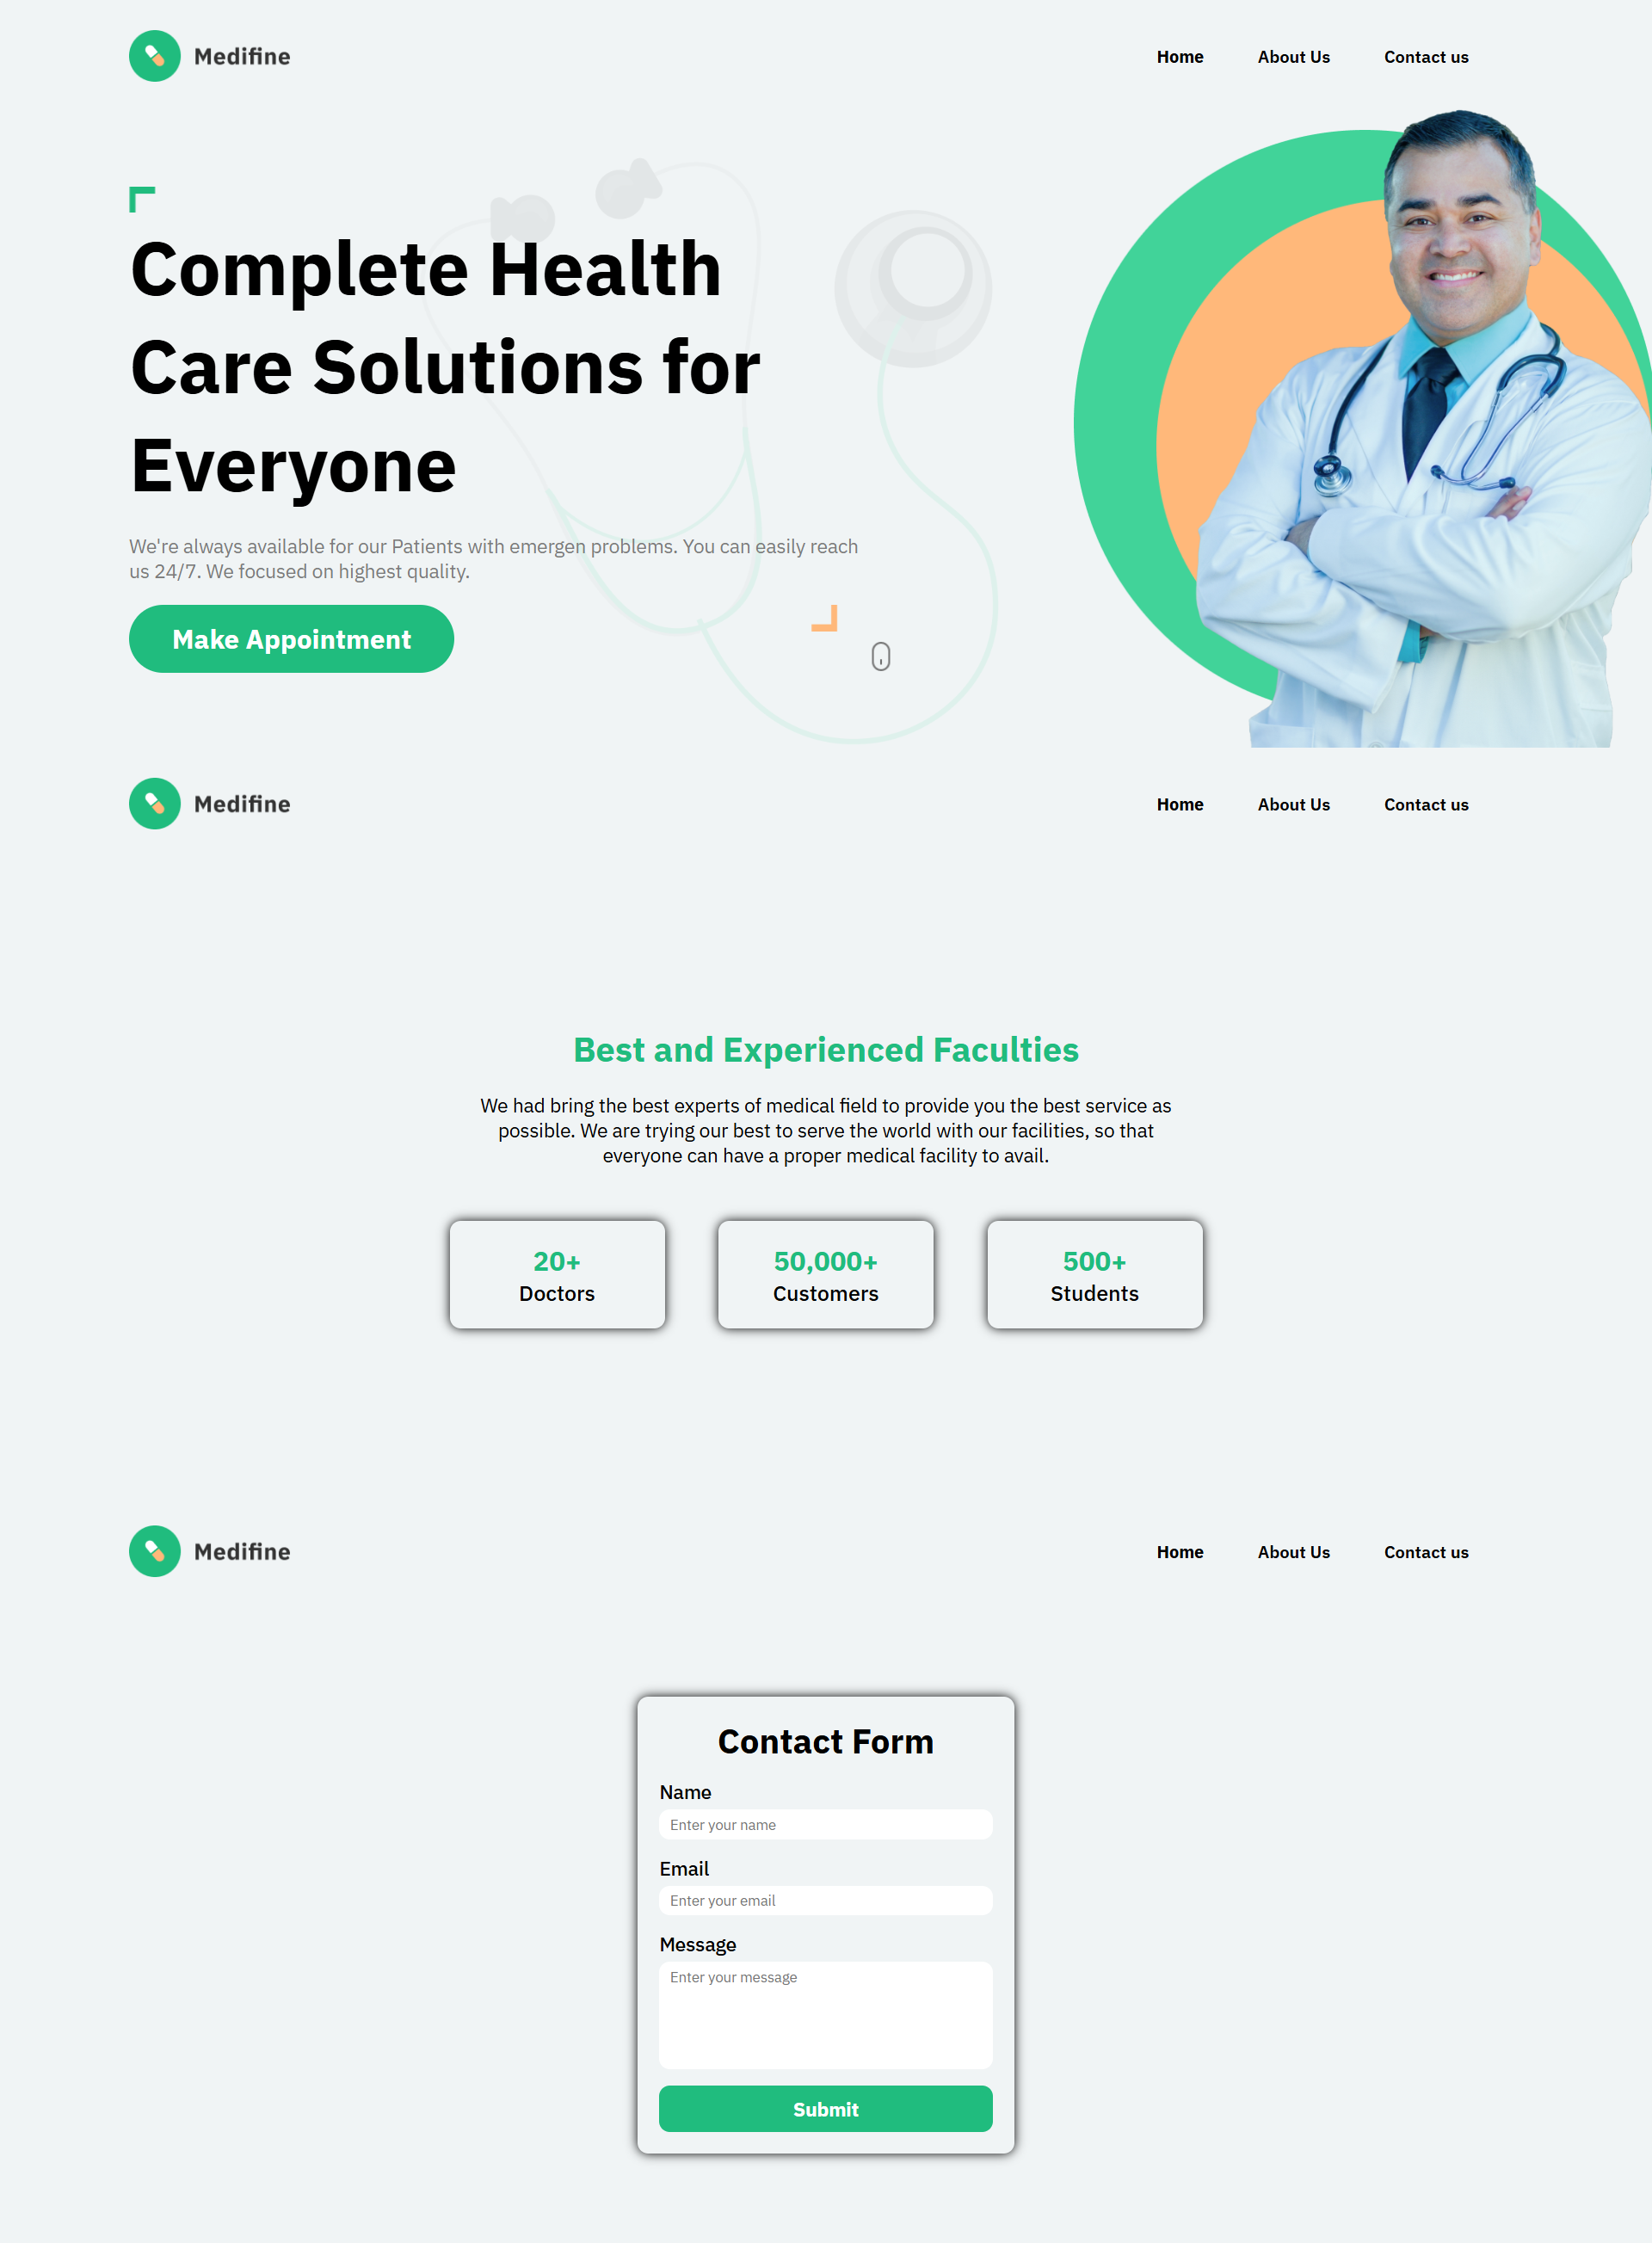 Medifine
Home About Us Contact us
Complete Health
Care Solutions for
Everyone
We're always available for our Patients with emergen problems. You can easily reach
us 24/7. We focused on highest quality.
Make Appointment
Medifine
Home About Us Contact us
Best and Experienced Faculties
We had bring the best experts of medical field to provide you the best service as
possible. We are trying our best to serve the world with our facilities, so that
everyone can have a proper medical facility to avail.
20+
Doctors
50,000+
Customers
500+
Students
Medifine
Home About Us Contact us
Contact Form
Name
Enter your name
Email
Enter your email
Message
Enter your message
Submit